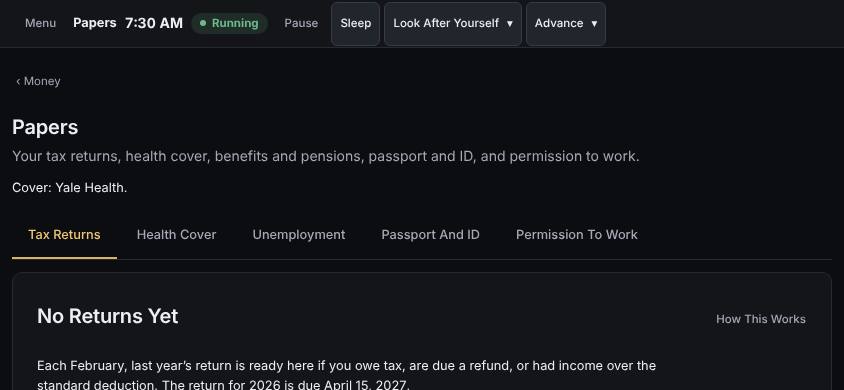 Menu Papers 7:30 AM Running Pause Sleep Look After Yourself ▾ Advance ▾
‹ Money
Papers
Your tax returns, health cover, benefits and pensions, passport and ID, and permission to work.
Cover: Yale Health.
Tax Returns Health Cover Unemployment Passport And ID Permission To Work
No Returns Yet
How This Works
Each February, last year’s return is ready here if you owe tax, are due a refund, or had income over the
standard deduction. The return for 2026 is due April 15, 2027.